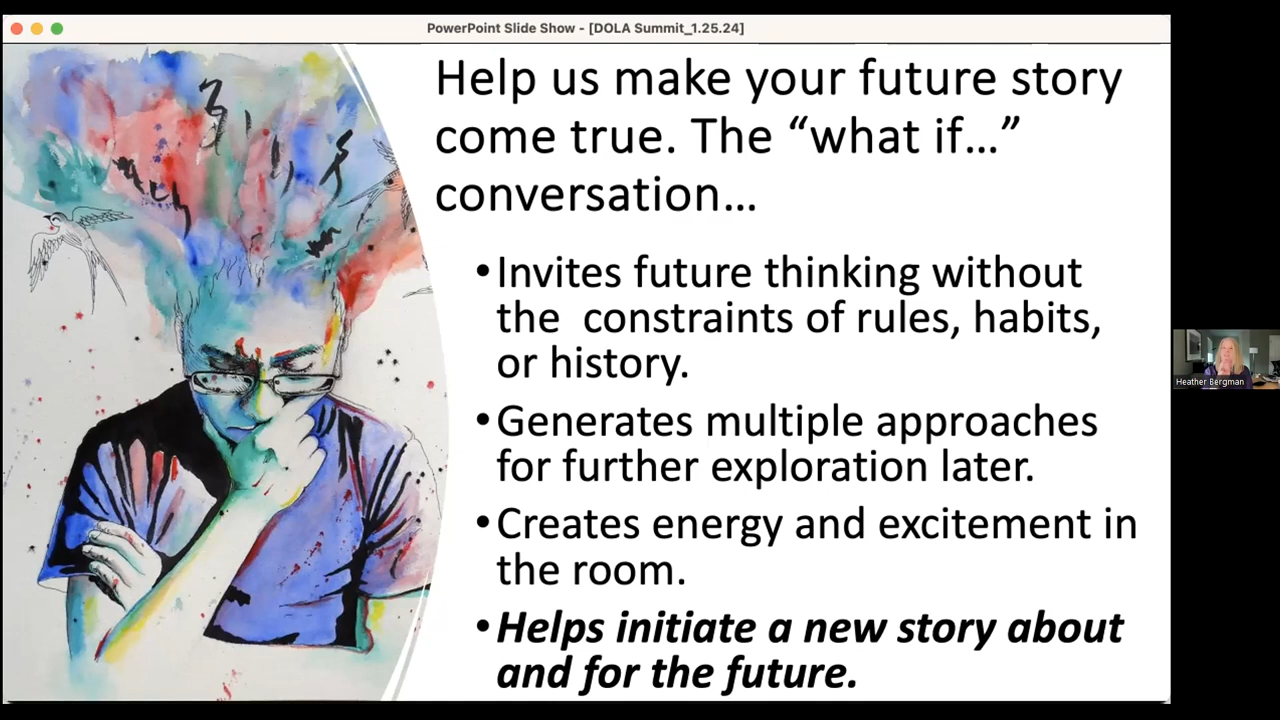 PowerPoint Slide Show - [DOLA Summit_1.25.24]
Help us make your future story
come true. The “what if…”
conversation…
•Invites future thinking without
the  constraints of rules, habits,
or history.
•Generates multiple approaches
for further exploration later.
•Creates energy and excitement in
the room.
•Helps initiate a new story about
and for the future.
Heather Bergman